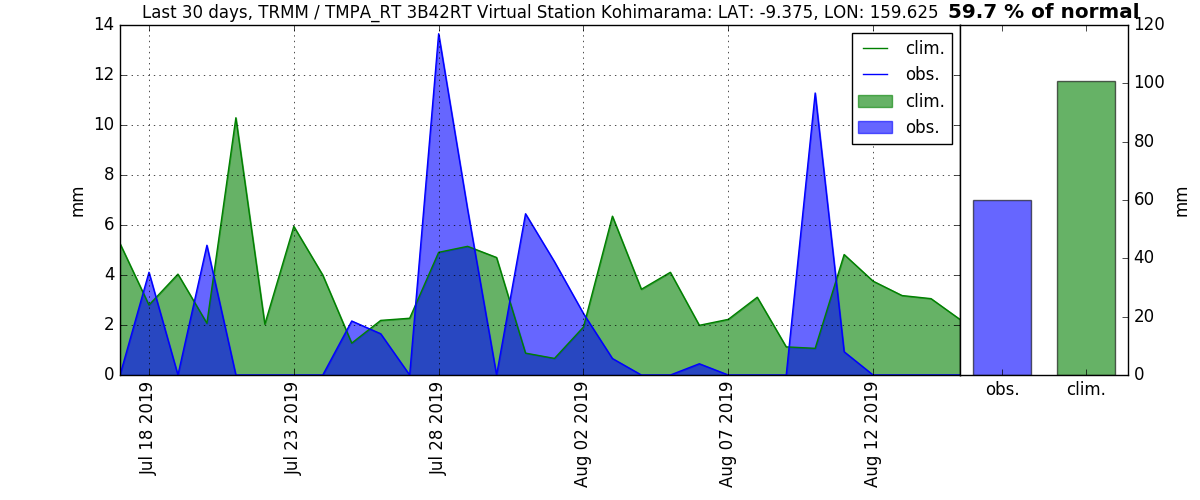 Last 30 days, TRMM / TMPA_RT 3B42RT Virtual Station Kohimarama: LAT: -9.375, LON: 159.625
59.7 % of normal
14
12
10
8
6
4
2
0
mm
clim.
obs.
clim.
obs.
Jul 18 2019
Jul 23 2019
Jul 28 2019
Aug 02 2019
Aug 07 2019
Aug 12 2019
120
100
80
60
40
20
0
mm
obs.
clim.